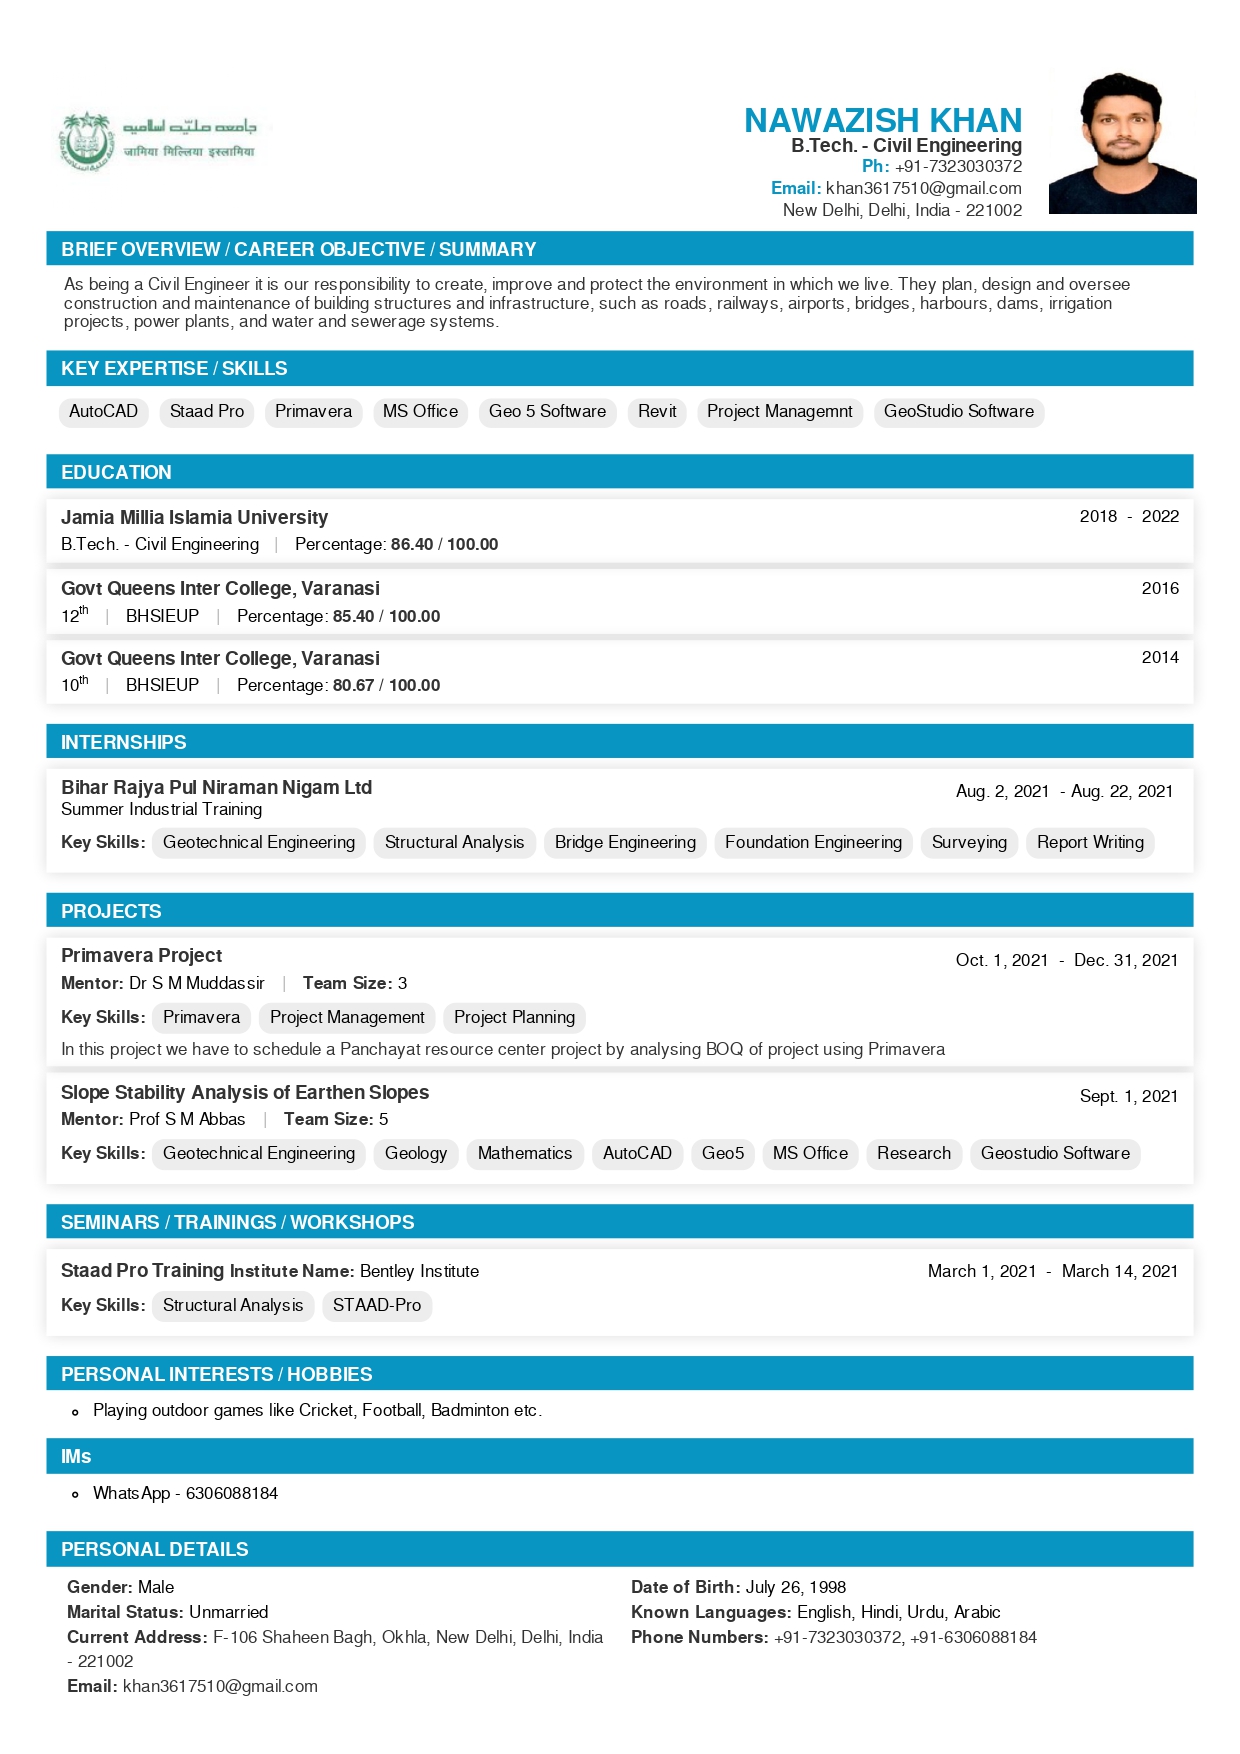 جامعه ملیّه اسلامیه
जामिया मिल्लिया इस्लामिया
NAWAZISH KHAN
B.Tech. - Civil Engineering
Ph: +91-7323030372
Email: khan3617510@gmail.com
New Delhi, Delhi, India - 221002
BRIEF OVERVIEW / CAREER OBJECTIVE / SUMMARY
As being a Civil Engineer it is our responsibility to create, improve and protect the environment in which we live. They plan, design and oversee
construction and maintenance of building structures and infrastructure, such as roads, railways, airports, bridges, harbours, dams, irrigation
projects, power plants, and water and sewerage systems.
KEY EXPERTISE / SKILLS
AutoCAD Staad Pro Primavera MS Office Geo 5 Software Revit Project Managemnt GeoStudio Software
EDUCATION
Jamia Millia Islamia University 2018 - 2022
B.Tech. - Civil Engineering | Percentage: 86.40 / 100.00
Govt Queens Inter College, Varanasi 2016
12th | BHSIEUP | Percentage: 85.40 / 100.00
Govt Queens Inter College, Varanasi 2014
10th | BHSIEUP | Percentage: 80.67 / 100.00
INTERNSHIPS
Bihar Rajya Pul Niraman Nigam Ltd Aug. 2, 2021 - Aug. 22, 2021
Summer Industrial Training
Key Skills: Geotechnical Engineering Structural Analysis Bridge Engineering Foundation Engineering Surveying Report Writing
PROJECTS
Primavera Project Oct. 1, 2021 - Dec. 31, 2021
Mentor: Dr S M Muddassir | Team Size: 3
Key Skills: Primavera Project Management Project Planning
In this project we have to schedule a Panchayat resource center project by analysing BOQ of project using Primavera
Slope Stability Analysis of Earthen Slopes Sept. 1, 2021
Mentor: Prof S M Abbas | Team Size: 5
Key Skills: Geotechnical Engineering Geology Mathematics AutoCAD Geo5 MS Office Research Geostudio Software
SEMINARS / TRAININGS / WORKSHOPS
Staad Pro Training Institute Name: Bentley Institute March 1, 2021 - March 14, 2021
Key Skills: Structural Analysis STAAD-Pro
PERSONAL INTERESTS / HOBBIES
Playing outdoor games like Cricket, Football, Badminton etc.
IMs
WhatsApp - 6306088184
PERSONAL DETAILS
Gender: Male
Marital Status: Unmarried
Current Address: F-106 Shaheen Bagh, Okhla, New Delhi, Delhi, India
- 221002
Email: khan3617510@gmail.com
Date of Birth: July 26, 1998
Known Languages: English, Hindi, Urdu, Arabic
Phone Numbers: +91-7323030372, +91-6306088184